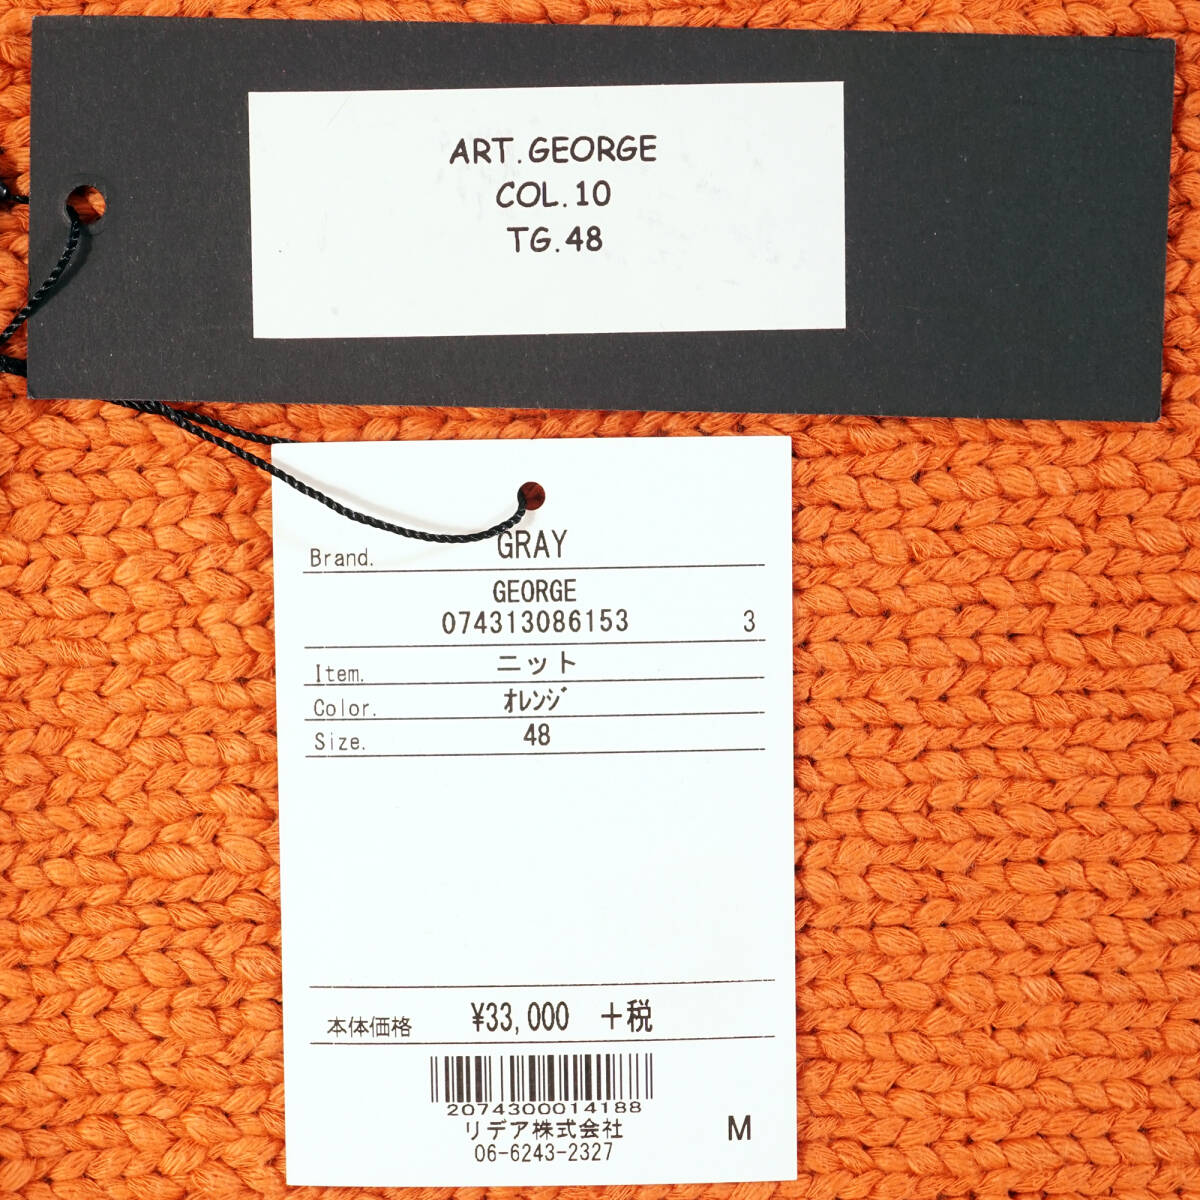 ART.GEORGE
COL.10
TG.48
Brand. GRAY
GEORGE
074313086153 3
Item. ニット
Color. ｵﾚﾝｼﾞ
Size. 48
本体価格 ¥33,000 +税
2074300014188
リデア株式会社
06-6243-2327
M